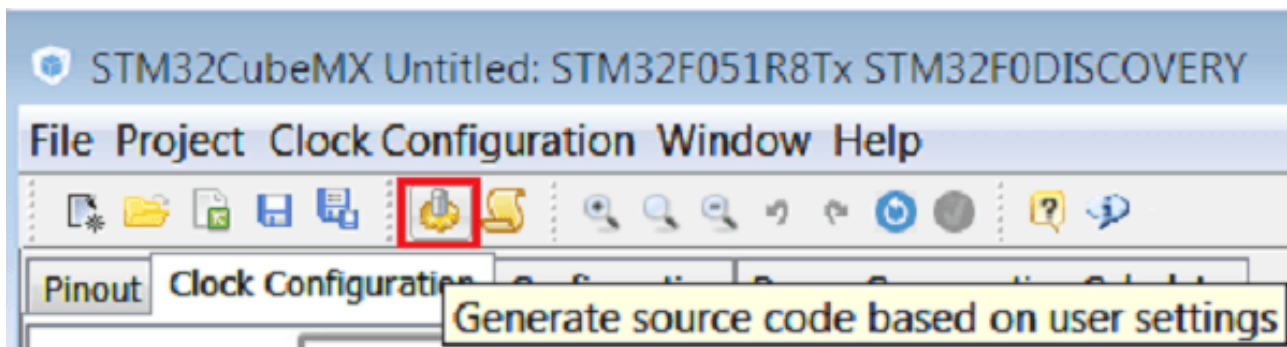 STM32CubeMX Untitled: STM32F051R8Tx STM32F0DISCOVERY
File Project Clock Configuration Window Help
Pinout Clock Configuration
Generate source code based on user settings